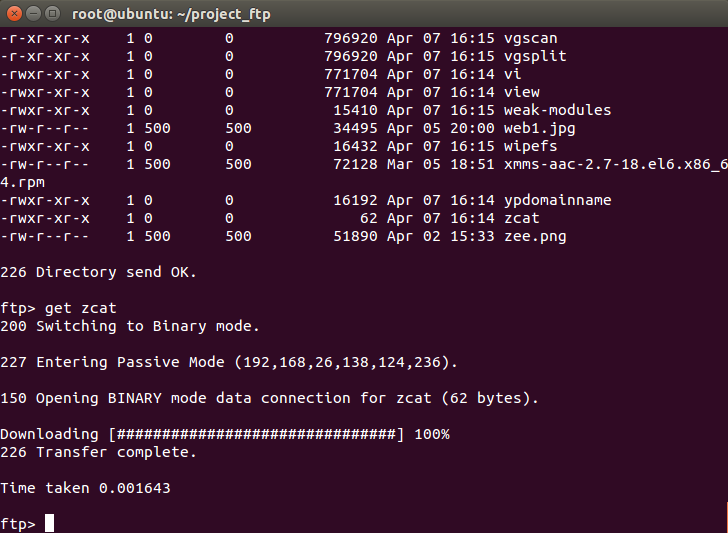 root@ubuntu: ~/project_ftp
-r-xr-xr-x    1 0        0          796920 Apr 07 16:15 vgscan
-r-xr-xr-x    1 0        0          796920 Apr 07 16:15 vgsplit
-rwxr-xr-x    1 0        0          771704 Apr 07 16:14 vi
-rwxr-xr-x    1 0        0          771704 Apr 07 16:14 view
-rwxr-xr-x    1 0        0           15410 Apr 07 16:15 weak-modules
-rw-r--r--    1 500      500         34495 Apr 05 20:00 web1.jpg
-rwxr-xr-x    1 0        0           16432 Apr 07 16:15 wipefs
-rw-r--r--    1 500      500         72128 Mar 05 18:51 xmms-aac-2.7-18.el6.x86_6
4.rpm
-rwxr-xr-x    1 0        0           16192 Apr 07 16:14 ypdomainname
-rwxr-xr-x    1 0        0              62 Apr 07 16:14 zcat
-rw-r--r--    1 500      500         51890 Apr 02 15:33 zee.png
226 Directory send OK.
ftp> get zcat
200 Switching to Binary mode.
227 Entering Passive Mode (192,168,26,138,124,236).
150 Opening BINARY mode data connection for zcat (62 bytes).
Downloading [###############################] 100%
226 Transfer complete.
Time taken 0.001643
ftp>